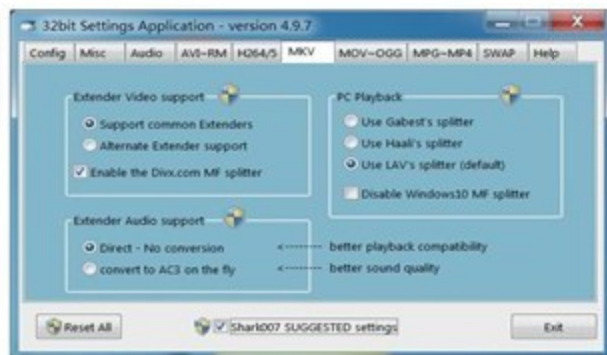 32bit Settings Application - version 4.9.7
Config Misc Audio AVI~RM H264/5 MKV MOV~OGG MPG~MP4 SWAP Help
Extender Video support
Support common Extenders
Alternate Extender support
Enable the Divx.com MF splitter
PC Playback
Use Gabest's splitter
Use Haali's splitter
Use LAV's splitter (default)
Disable Windows10 MF splitter
Extender Audio support
Direct - No conversion <------- better playback compatibility
convert to AC3 on the fly <------- better sound quality
Reset All Shark007 SUGGESTED settings Exit